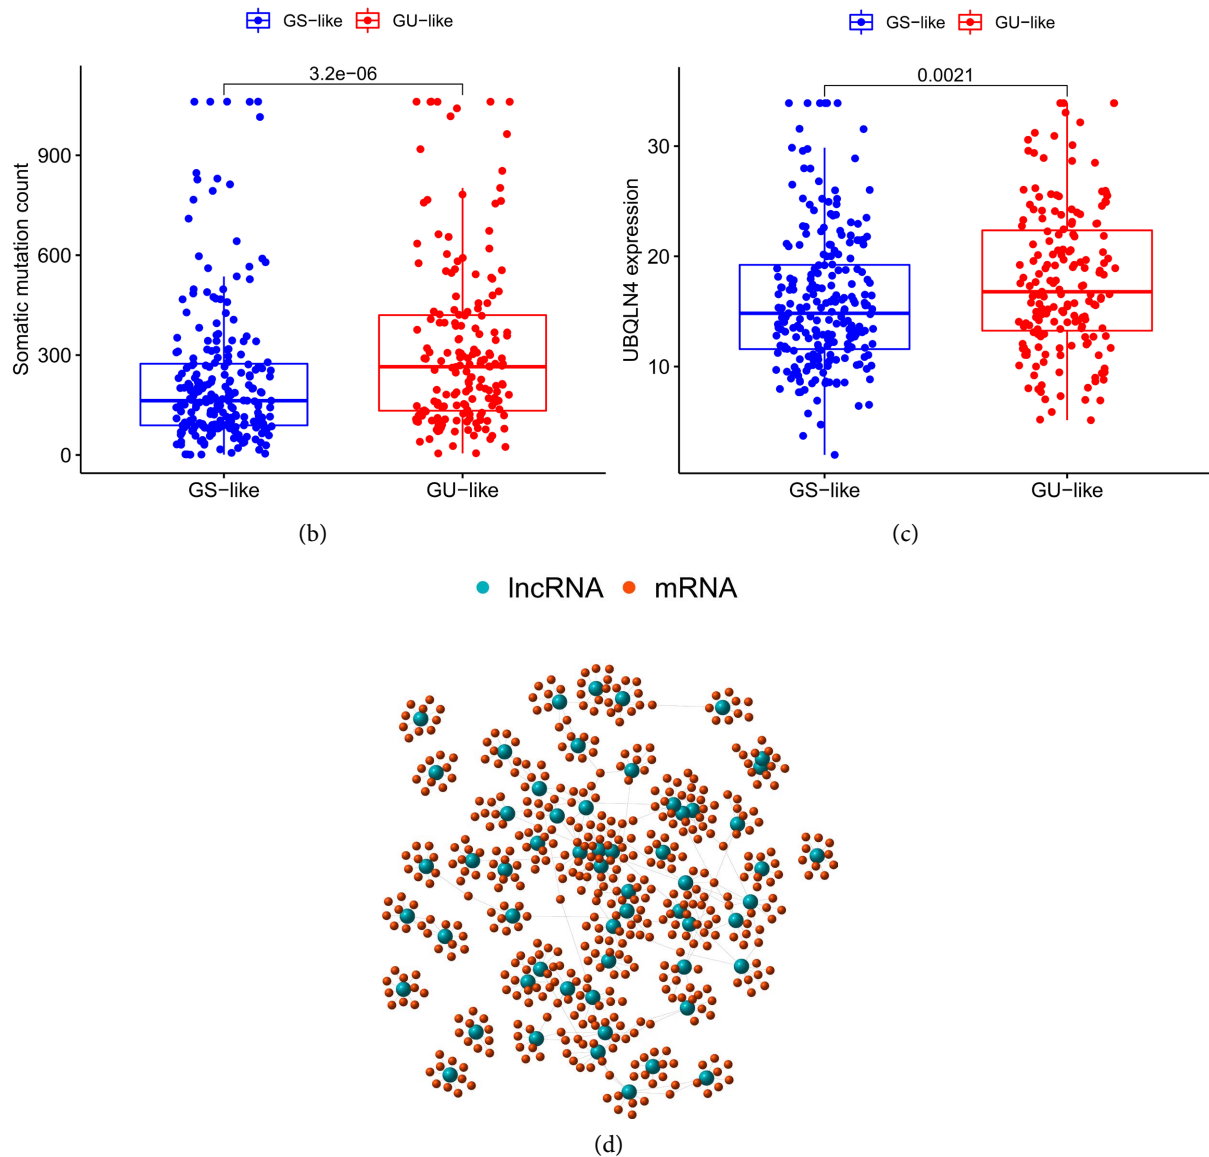 GS−like GU−like
3.2e−06
Somatic mutation count
900
600
300
0
GS−like GU−like
(b)
GS−like GU−like
0.0021
UBQLN4 expression
30
20
10
GS−like GU−like
(c)
lncRNA mRNA
(d)